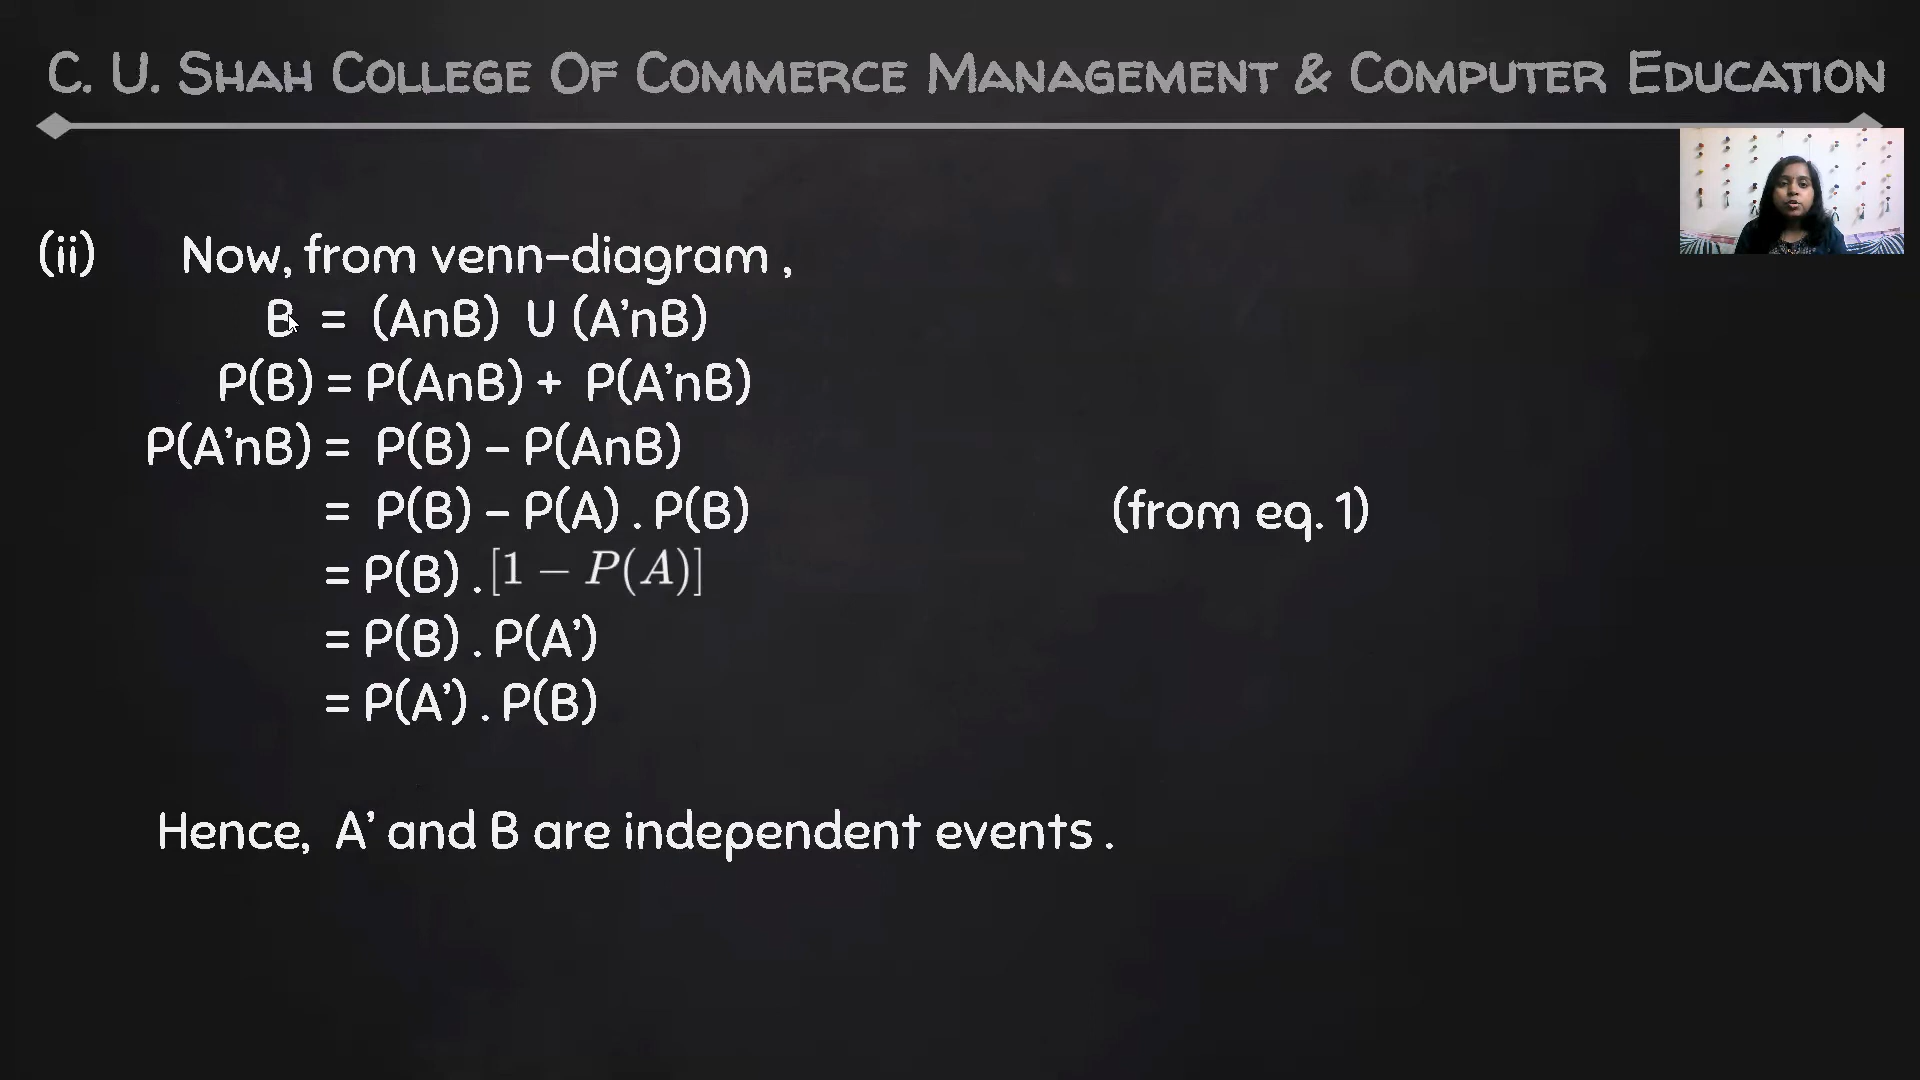 C. U. SHAH COLLEGE OF COMMERCE MANAGEMENT & COMPUTER EDUCATION
(ii) Now, from venn-diagram ,
B = (AnB) U (A'nB)
P(B) = P(AnB) + P(A'nB)
P(A'nB) = P(B) - P(AnB)
= P(B) - P(A) . P(B) (from eq. 1)
= P(B) . [1 − P(A)]
= P(B) . P(A')
= P(A') . P(B)
Hence, A' and B are independent events .